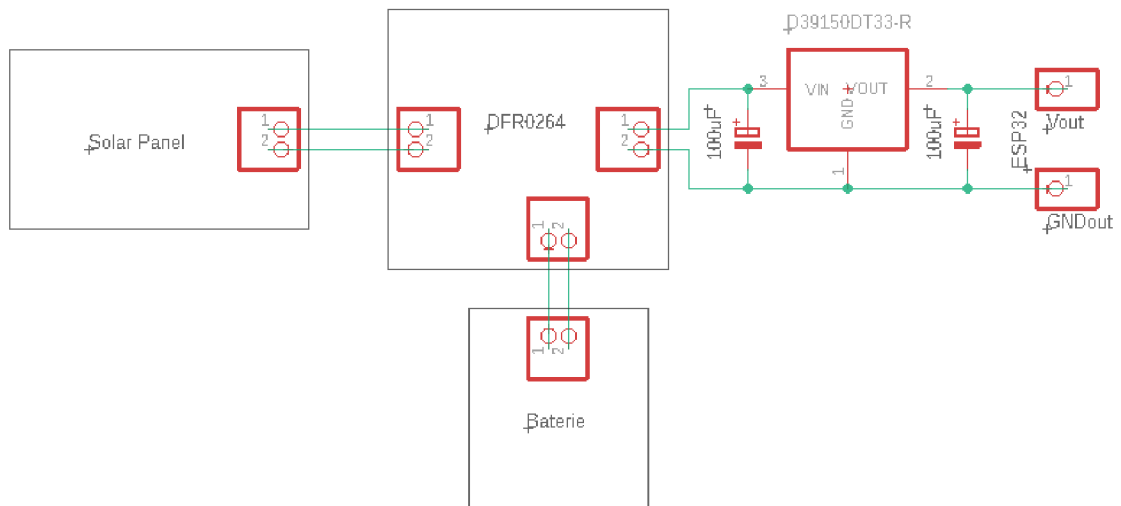 D39150DT33-R
Solar Panel
1
2
1
2
DFR0264
1
2
1
2
100uF
+
3
VIN
VOUT
GND
1
2
100uF
+
ESP32
1
Vout
1
GNDout
1
2
Baterie